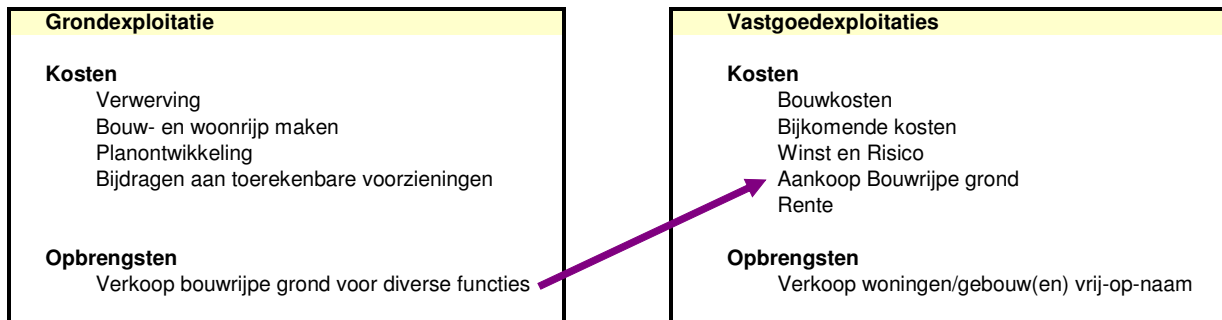 Grondexploitatie
Kosten
Verwerving
Bouw- en woonrijp maken
Planontwikkeling
Bijdragen aan toerekenbare voorzieningen
Opbrengsten
Verkoop bouwrijpe grond voor diverse functies
Vastgoedexploitaties
Kosten
Bouwkosten
Bijkomende kosten
Winst en Risico
Aankoop Bouwrijpe grond
Rente
Opbrengsten
Verkoop woningen/gebouw(en) vrij-op-naam